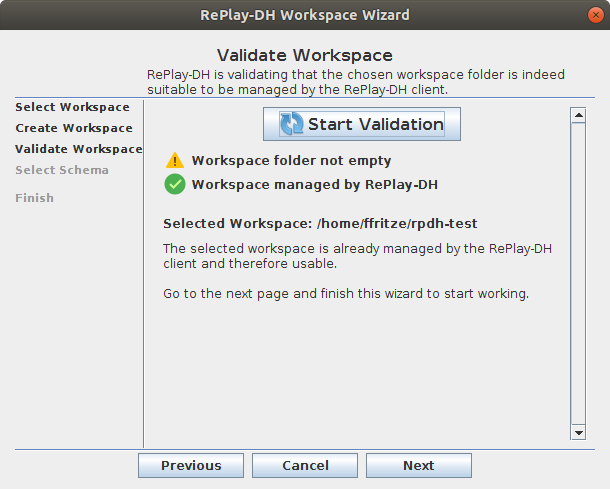 RePlay-DH Workspace Wizard
Validate Workspace
RePlay-DH is validating that the chosen workspace folder is indeed
suitable to be managed by the RePlay-DH client.
Select Workspace
Create Workspace
Validate Workspace
Select Schema
Finish
Start Validation
Workspace folder not empty
Workspace managed by RePlay-DH
Selected Workspace: /home/ffritze/rpdh-test
The selected workspace is already managed by the RePlay-DH
client and therefore usable.
Go to the next page and finish this wizard to start working.
Previous
Cancel
Next